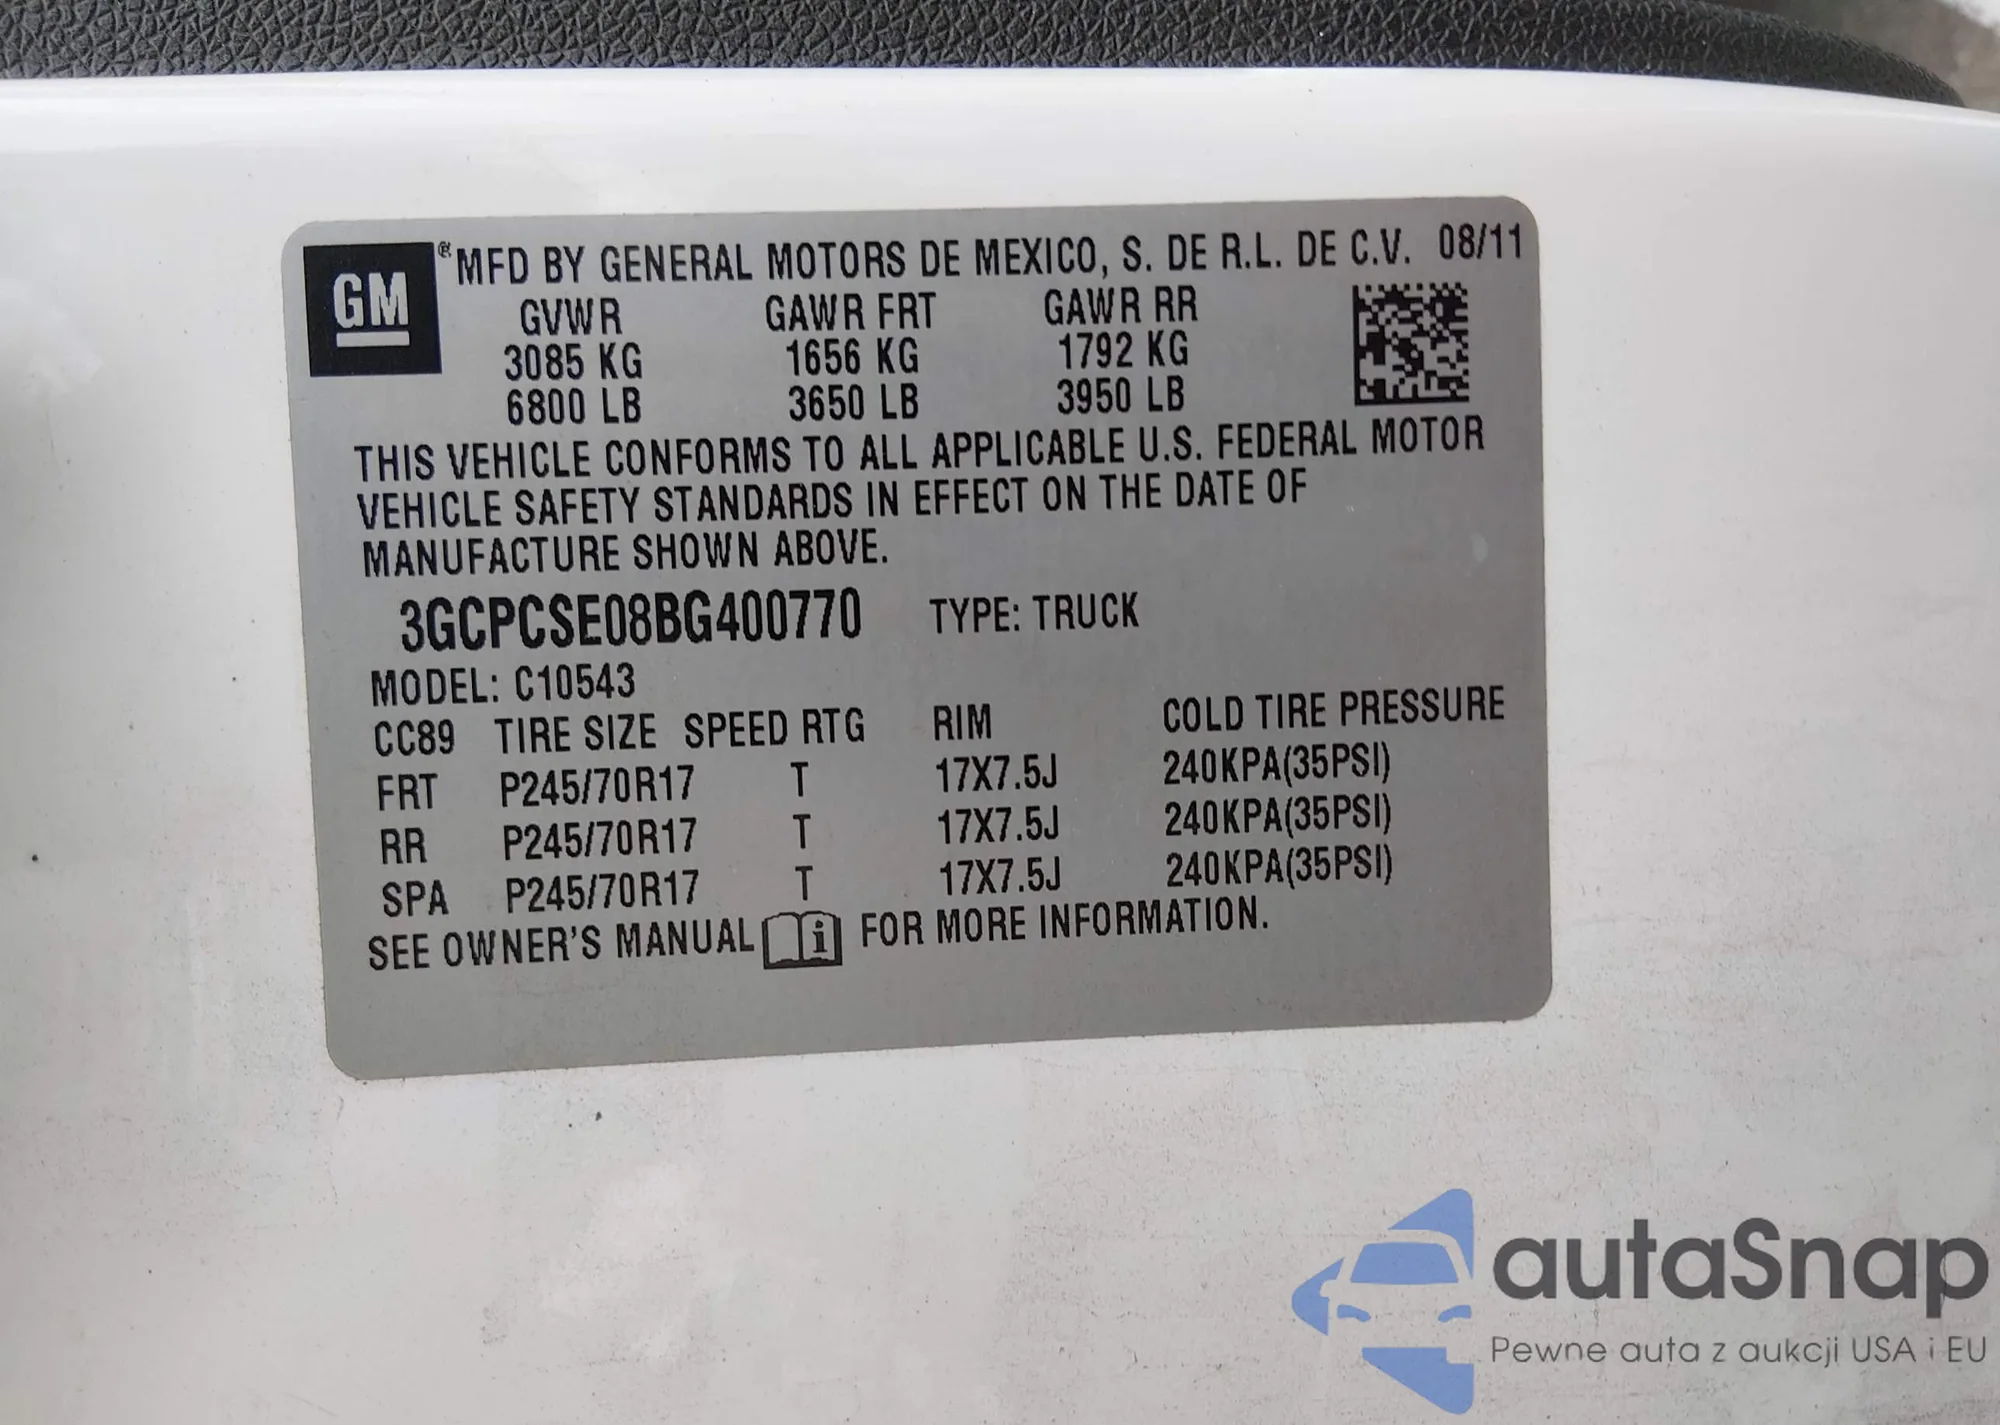 GM ® MFD BY GENERAL MOTORS DE MEXICO, S. DE R.L. DE C.V. 08/11
GVWR GAWR FRT GAWR RR
3085 KG 1656 KG 1792 KG
6800 LB 3650 LB 3950 LB
THIS VEHICLE CONFORMS TO ALL APPLICABLE U.S. FEDERAL MOTOR
VEHICLE SAFETY STANDARDS IN EFFECT ON THE DATE OF
MANUFACTURE SHOWN ABOVE.
3GCPCSE08BG400770 TYPE: TRUCK
MODEL: C10543
CC89 TIRE SIZE SPEED RTG RIM COLD TIRE PRESSURE
FRT P245/70R17 T 17X7.5J 240KPA(35PSI)
RR P245/70R17 T 17X7.5J 240KPA(35PSI)
SPA P245/70R17 T 17X7.5J 240KPA(35PSI)
SEE OWNER'S MANUAL i FOR MORE INFORMATION.
autaSnap
Pewne auta z aukcji USA i EU